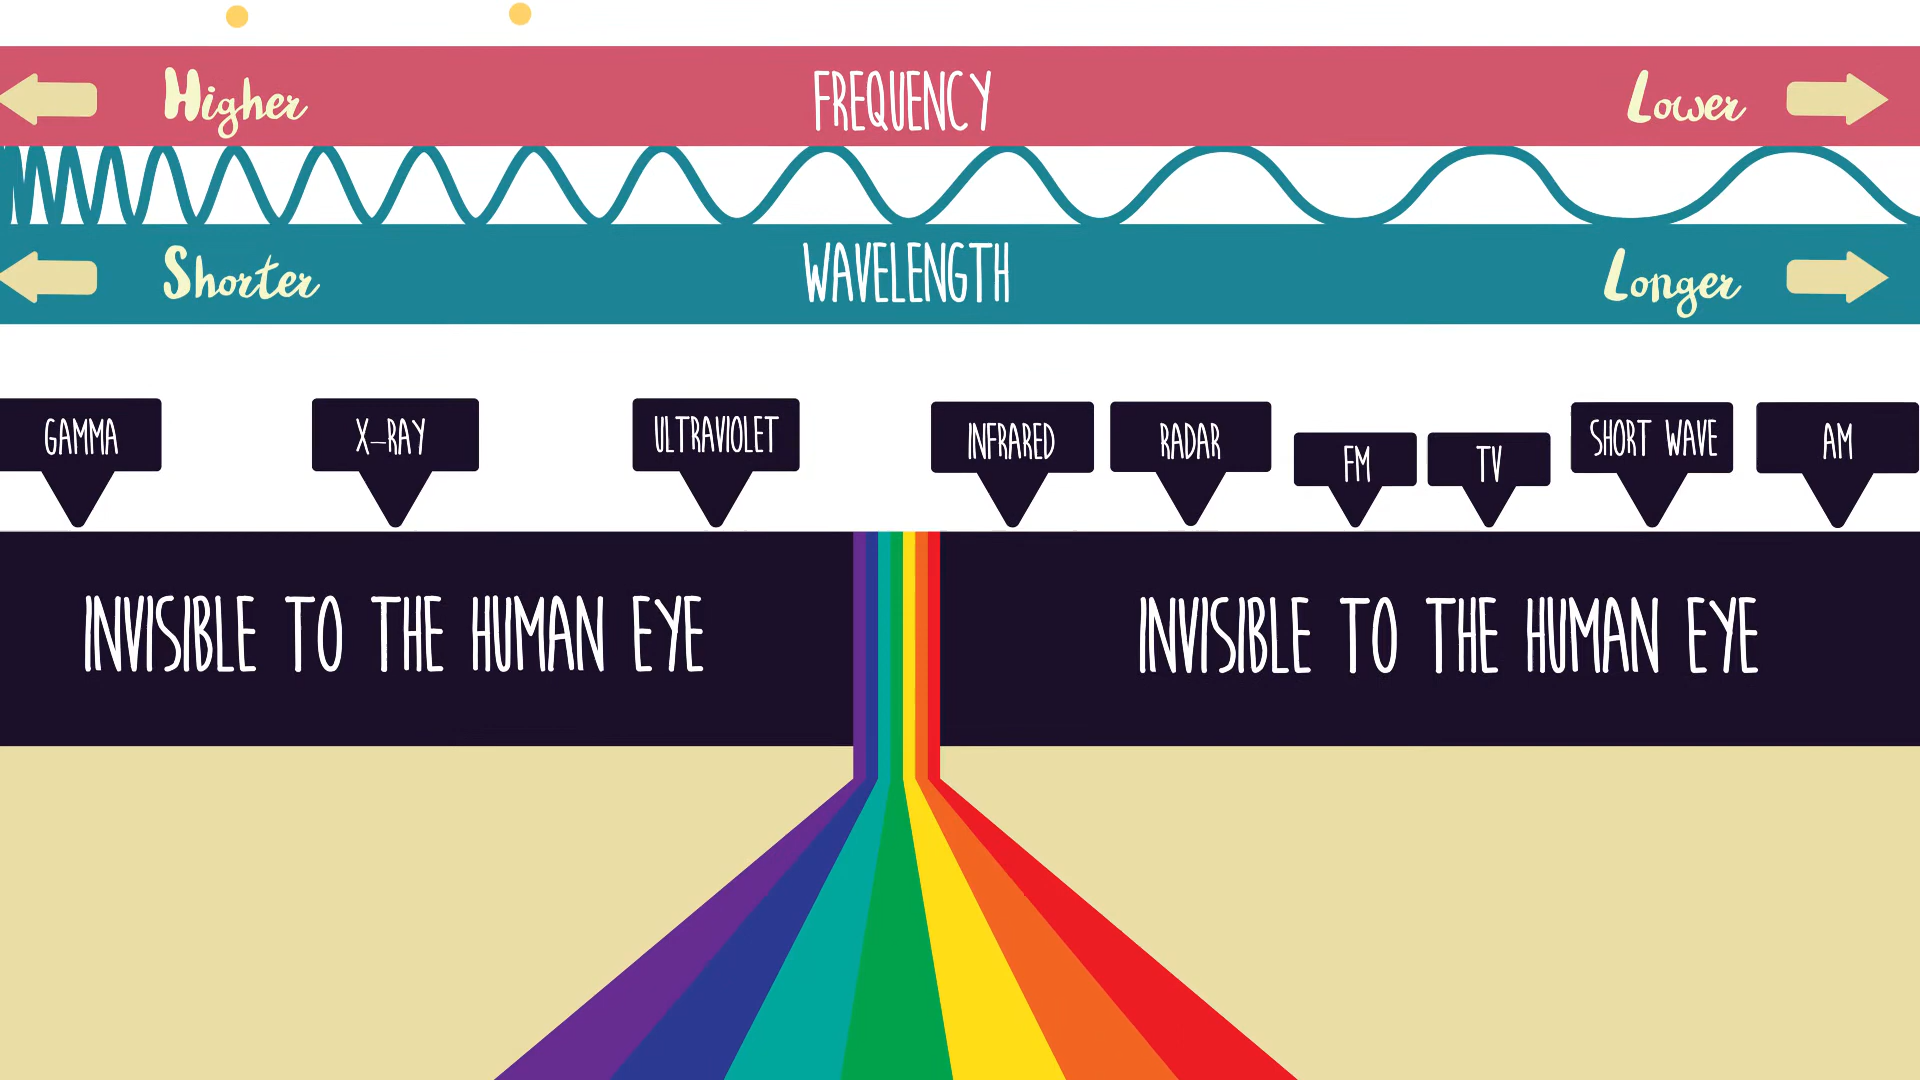 Higher FREQUENCY Lower
Shorter WAVELENGTH Longer
GAMMA X-RAY ULTRAVIOLET INFRARED RADAR FM TV SHORT WAVE AM
INVISIBLE TO THE HUMAN EYE INVISIBLE TO THE HUMAN EYE